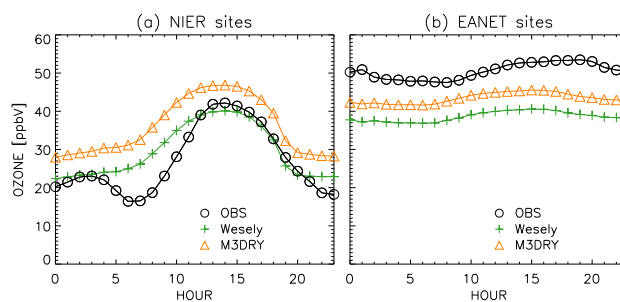 (a) NIER sites
(b) EANET sites
60
50
40
30
20
10
0
OZONE [ppbV]
OBS
Wesely
M3DRY
OBS
Wesely
M3DRY
0 5 10 15 20
0 5 10 15 20
HOUR
HOUR